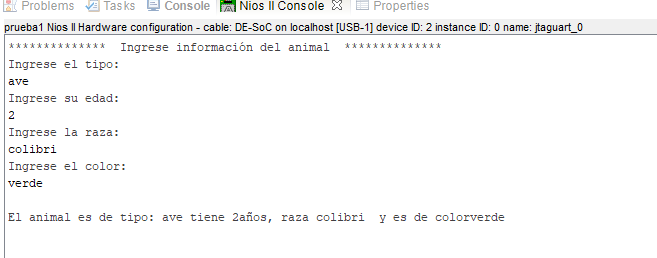 Problems Tasks Console Nios II Console Properties
prueba1 Nios II Hardware configuration - cable: DE-SoC on localhost [USB-1] device ID: 2 instance ID: 0 name: jtaguart_0
************** Ingrese información del animal **************
Ingrese el tipo:
ave
Ingrese su edad:
2
Ingrese la raza:
colibri
Ingrese el color:
verde
El animal es de tipo: ave tiene 2años, raza colibri  y es de colorverde